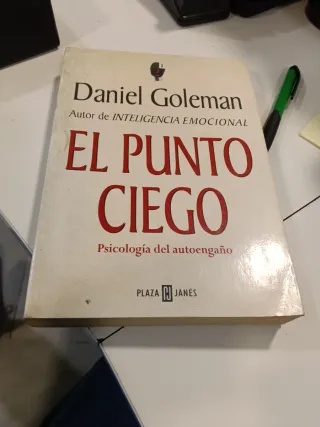 Daniel Goleman
Autor de INTELIGENCIA EMOCIONAL
EL PUNTO
CIEGO
Psicología del autoengaño
PLAZA JANÉS